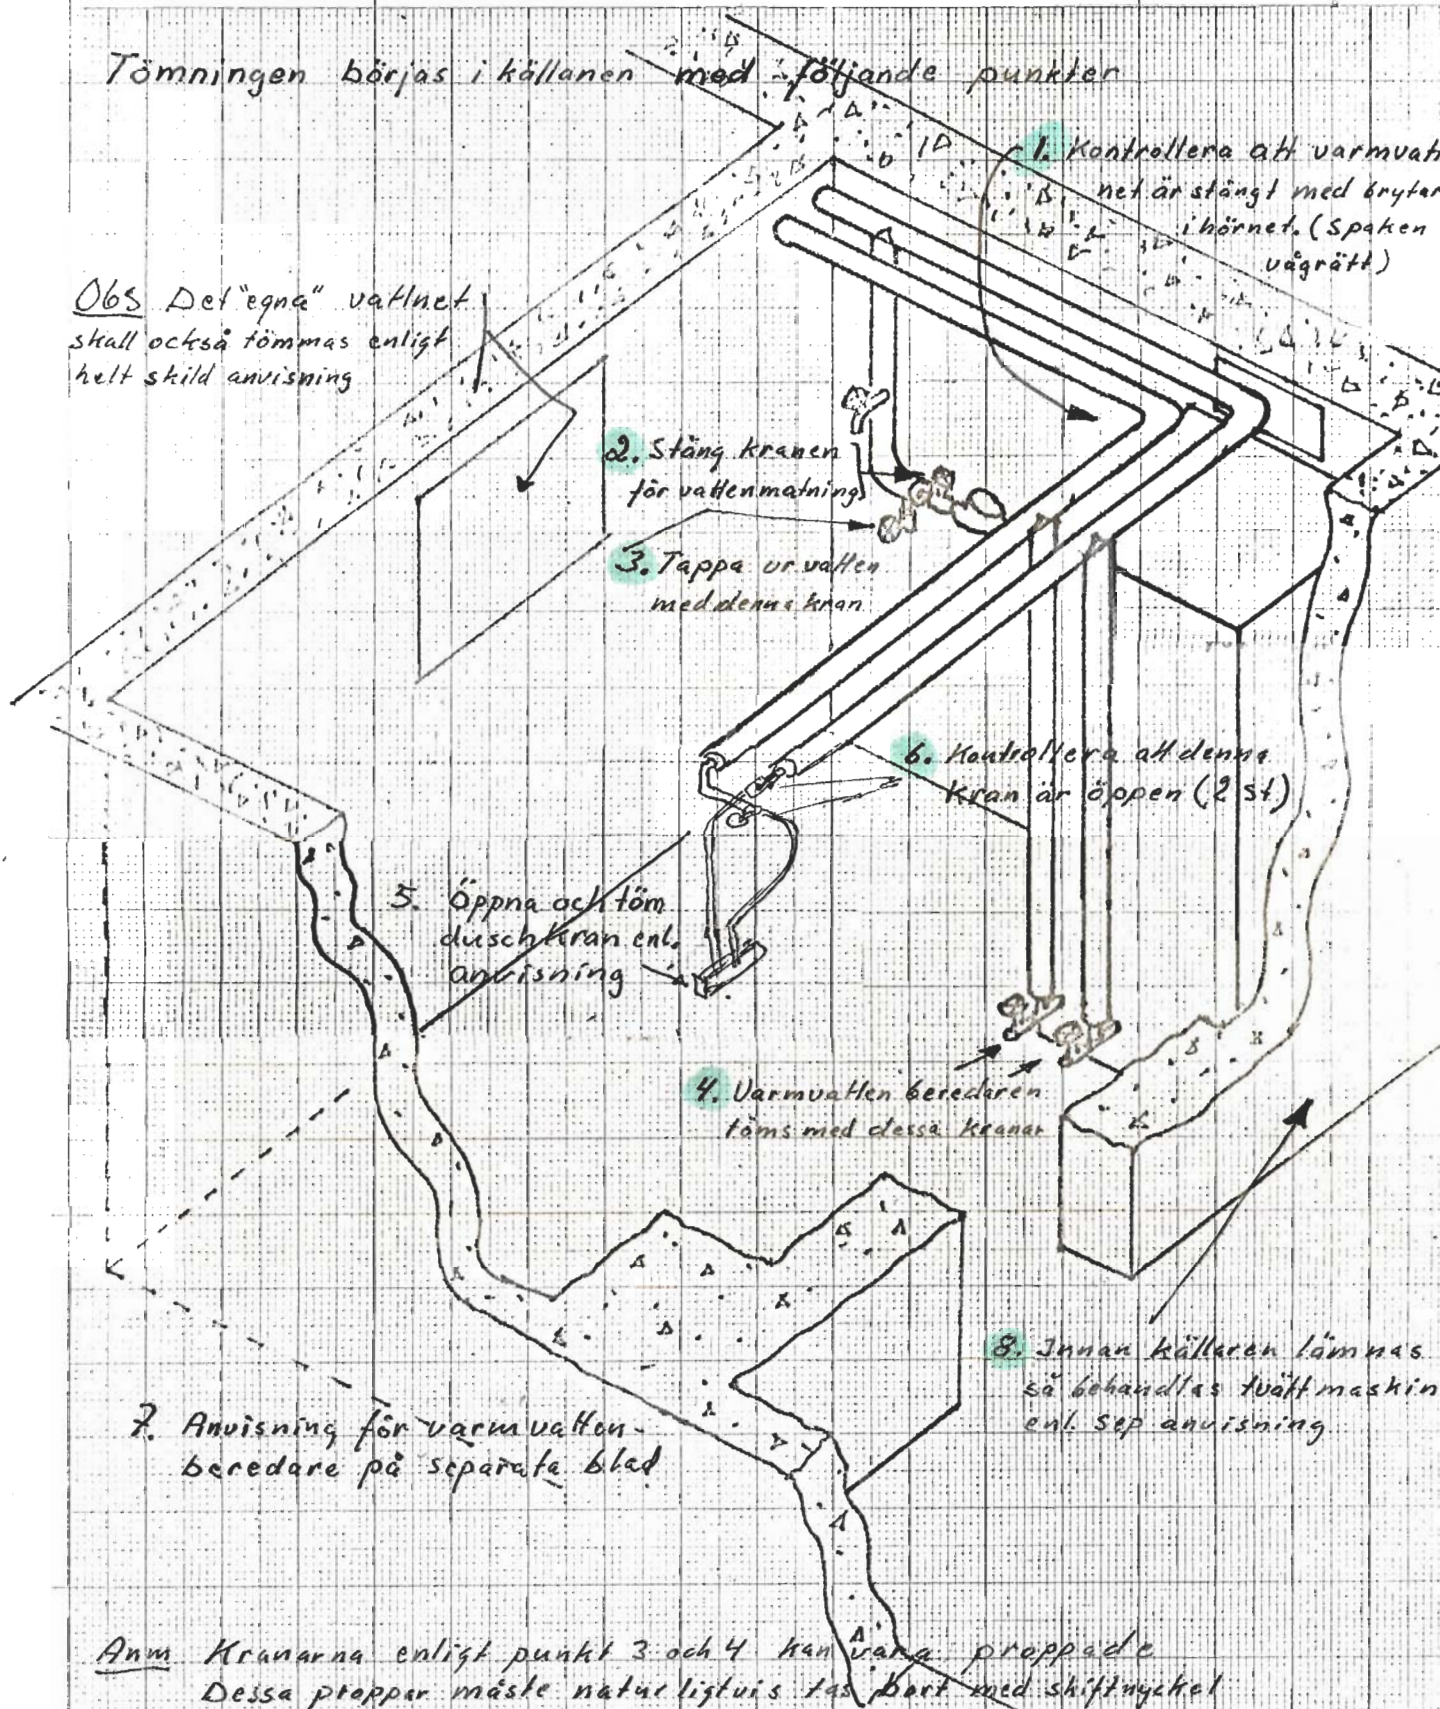 Tömningen börjas i källanen med följande punkter
1. Kontrollera att varmvatt
net är stängt med brytar
i hörnet. (Spaken
vågrätt)
Obs Det "egna" vattnet
skall också tömmas enligt
helt skild anvisning
2. Stäng kranen
för vattenmatning
3. Tappa ur vatten
med denna kran
6. Kontrollera att denna
kran är öppen (2 st)
5. Öppna och töm
duschkran enl.
anvisning
4. Varmvatten beredaren
töms med dessa kranar
8. Innan källaren lämnas
så behandlas tvättmaskin
enl. sep anvisning
7. Anvisning för varmvatten-
beredare på separata blad
Anm Kranarna enligt punkt 3 och 4 kan vara proppade
Dessa proppar måste naturligtvis tas bort med skiftnyckel